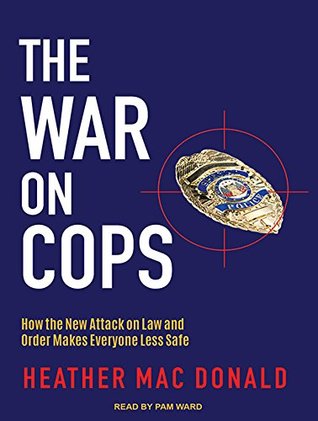 THE
WAR
ON
COPS
POLICE
How the New Attack on Law and
Order Makes Everyone Less Safe
HEATHER MAC DONALD
READ BY PAM WARD